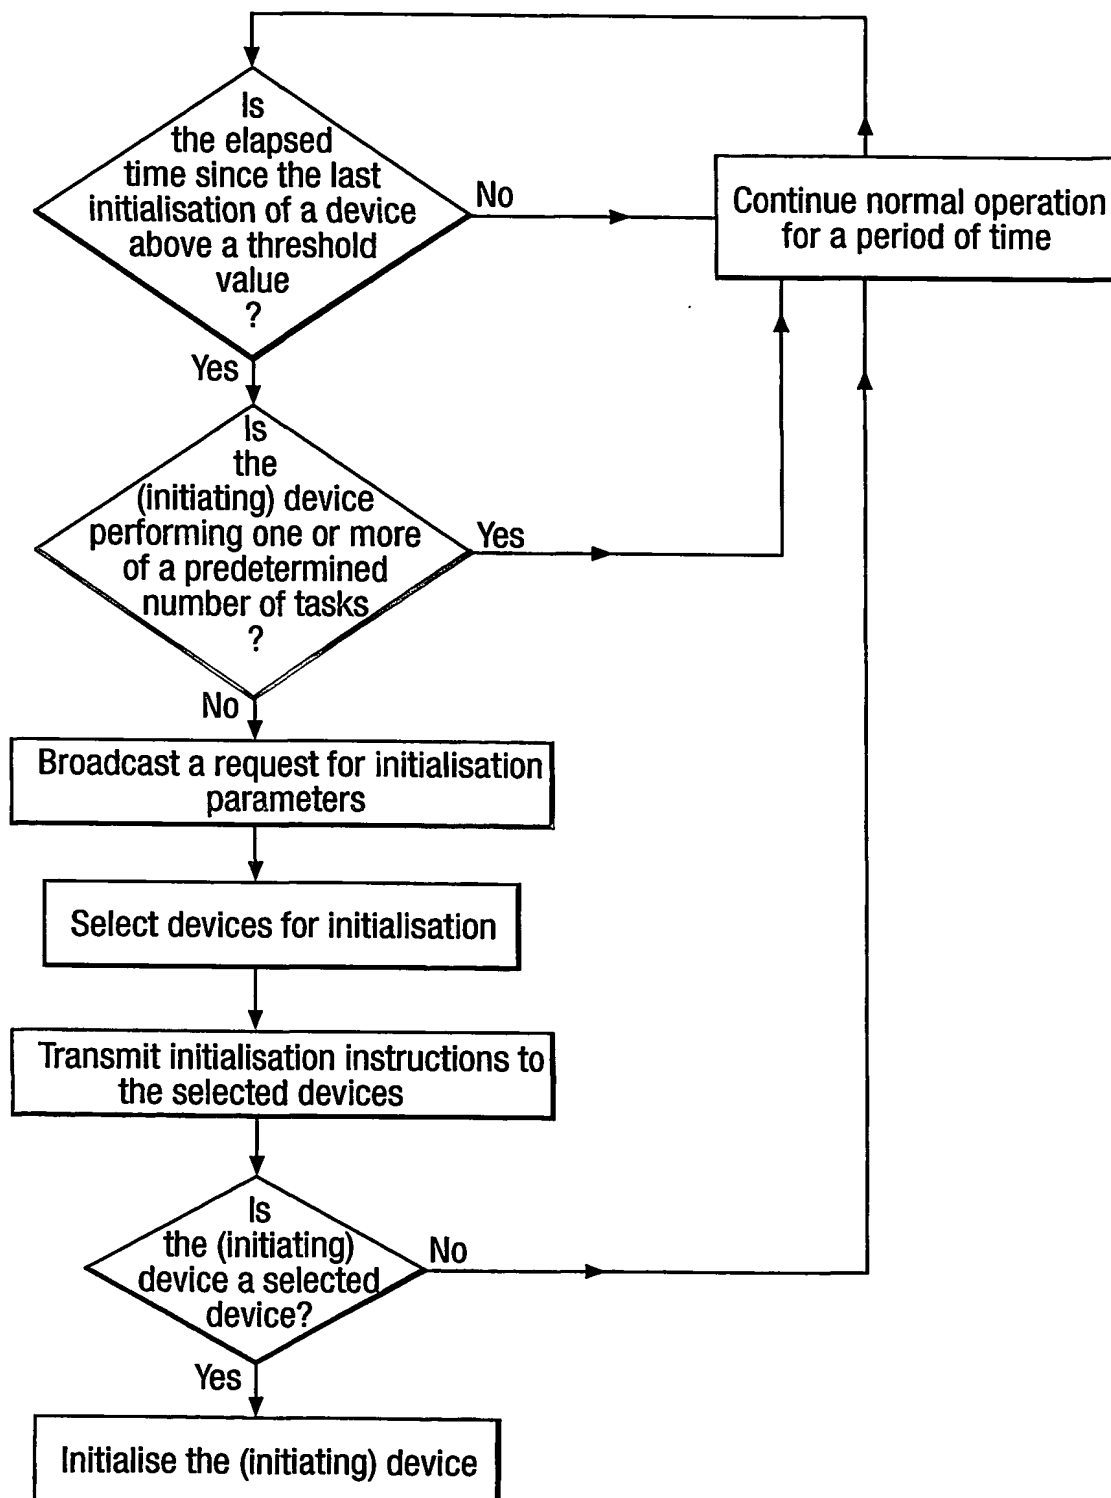 Is
the elapsed
time since the last
initialisation of a device
above a threshold
value
?
No
Continue normal operation
for a period of time
Yes
Is
the
(initiating) device
performing one or more
of a predetermined
number of tasks
?
Yes
No
Broadcast a request for initialisation
parameters
Select devices for initialisation
Transmit initialisation instructions to
the selected devices
Is
the (initiating)
device a selected
device?
No
Yes
Initialise the (initiating) device